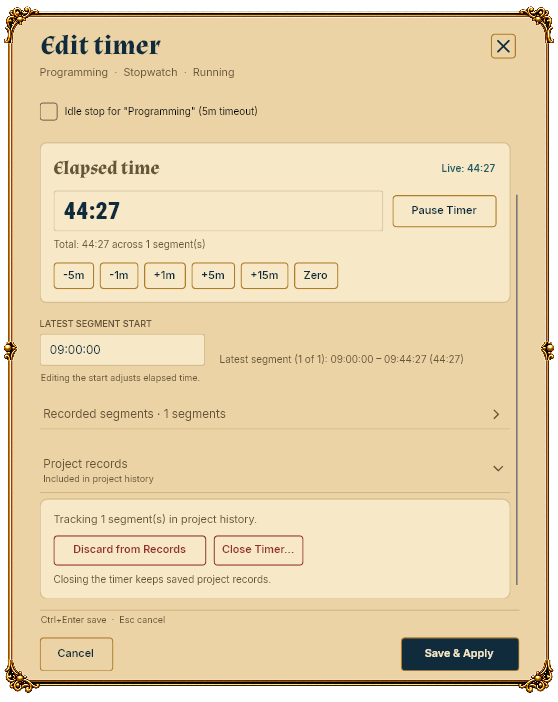 Edit timer
Programming · Stopwatch · Running
Idle stop for "Programming" (5m timeout)
Elapsed time
Live: 44:27
44:27
Pause Timer
Total: 44:27 across 1 segment(s)
-5m -1m +1m +5m +15m Zero
LATEST SEGMENT START
09:00:00
Latest segment (1 of 1): 09:00:00 – 09:44:27 (44:27)
Editing the start adjusts elapsed time.
Recorded segments · 1 segments
Project records
Included in project history
Tracking 1 segment(s) in project history.
Discard from Records Close Timer...
Closing the timer keeps saved project records.
Ctrl+Enter save · Esc cancel
Cancel Save & Apply